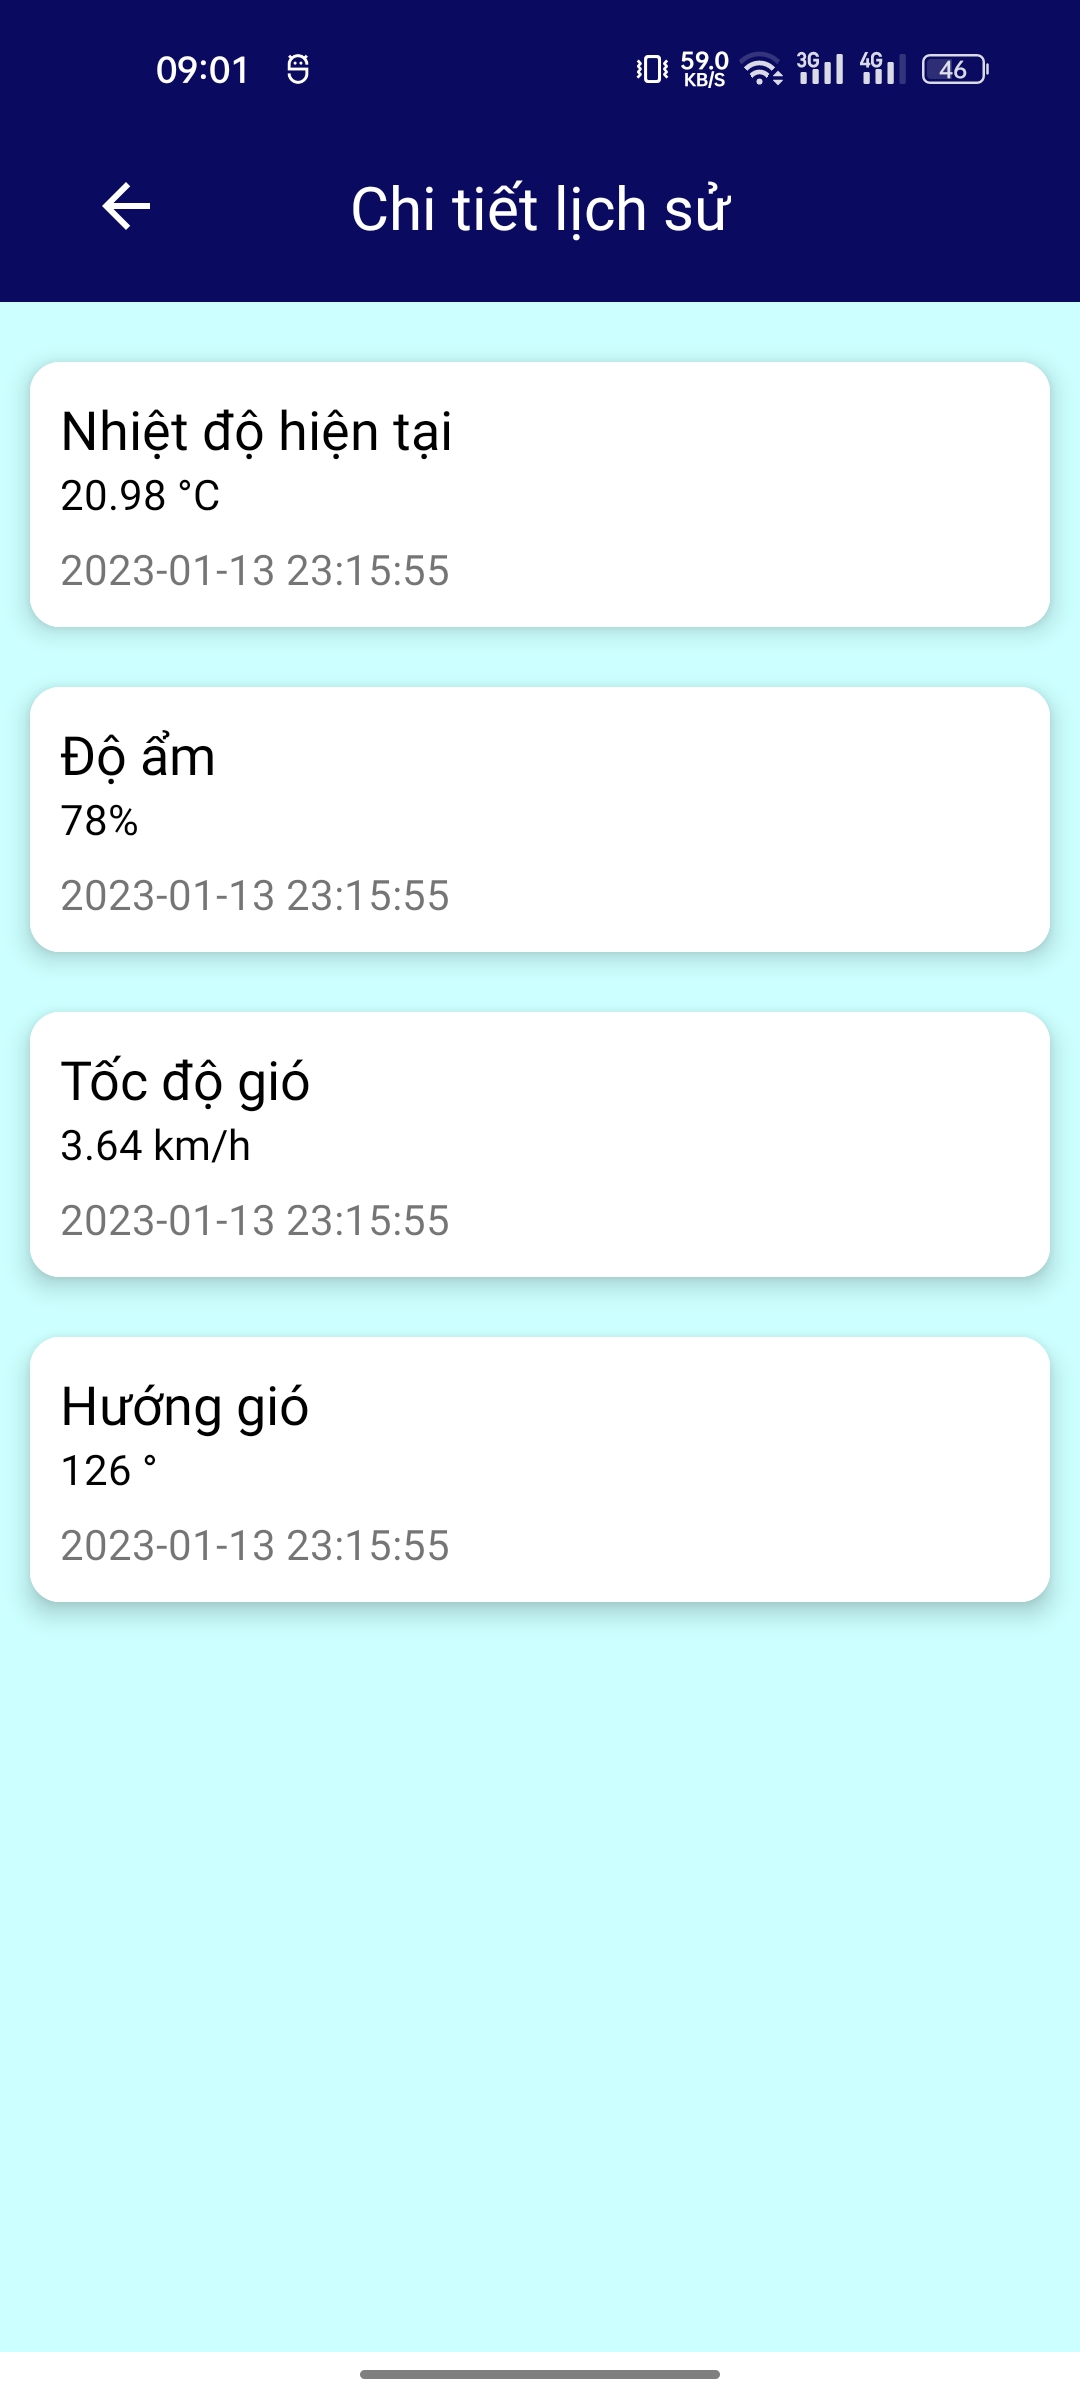 09:01 59.0 KB/S 3G 4G 46
Chi tiết lịch sử
Nhiệt độ hiện tại
20.98 °C
2023-01-13 23:15:55
Độ ẩm
78%
2023-01-13 23:15:55
Tốc độ gió
3.64 km/h
2023-01-13 23:15:55
Hướng gió
126 °
2023-01-13 23:15:55